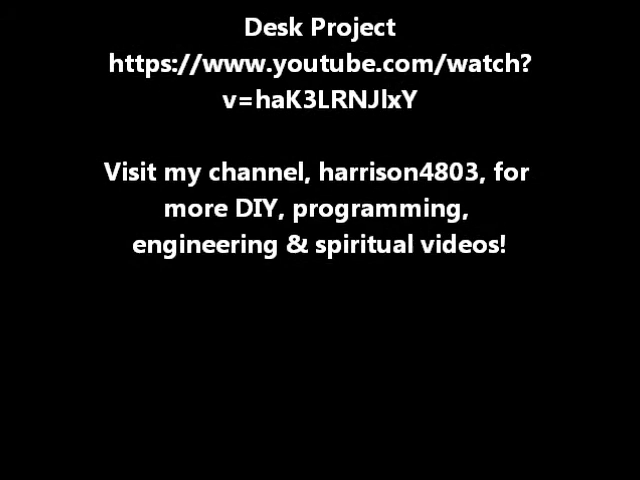 Desk Project
https://www.youtube.com/watch?
v=haK3LRNJlxY
Visit my channel, harrison4803, for
more DIY, programming,
engineering & spiritual videos!